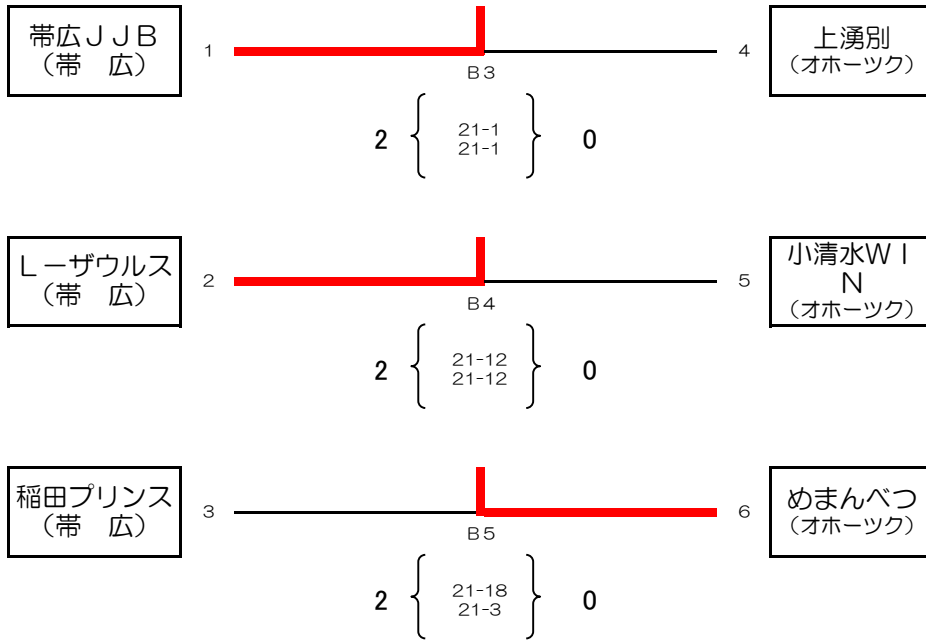 帯広ＪＪＢ
（帯　広）
1
4
上湧別
（オホーツク）
B3
2
21-1
21-1
0
Ｌーザウルス
（帯　広）
2
5
小清水ＷＩ
Ｎ
（オホーツク）
B4
2
21-12
21-12
0
稲田プリンス
（帯　広）
3
6
めまんべつ
（オホーツク）
B5
2
21-18
21-3
0